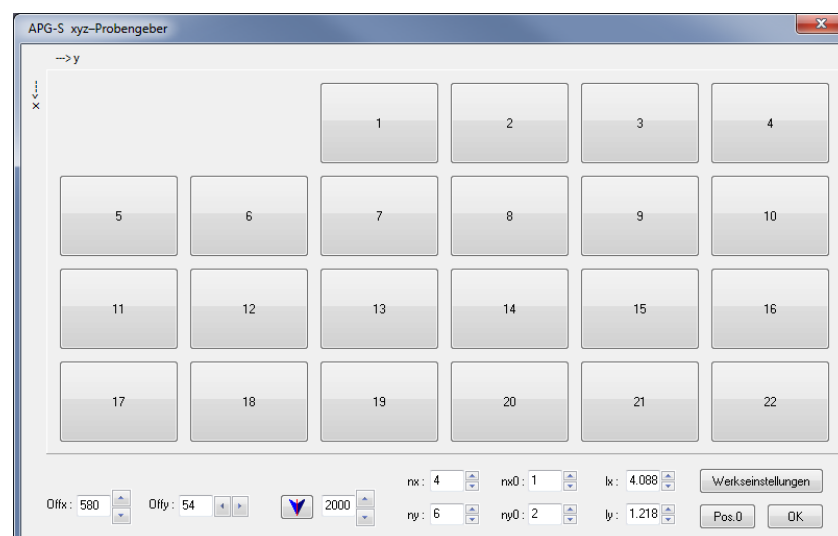 APG-S xyz–Probengeber
---> y
---> x
1 2 3 4
5 6 7 8 9 10
11 12 13 14 15 16
17 18 19 20 21 22
nx : 4 nx0 : 1 lx : 4.088 Werkseinstellungen
Offx : 580 Offy : 54 2000
ny : 6 ny0 : 2 ly : 1.218 Pos.0 OK